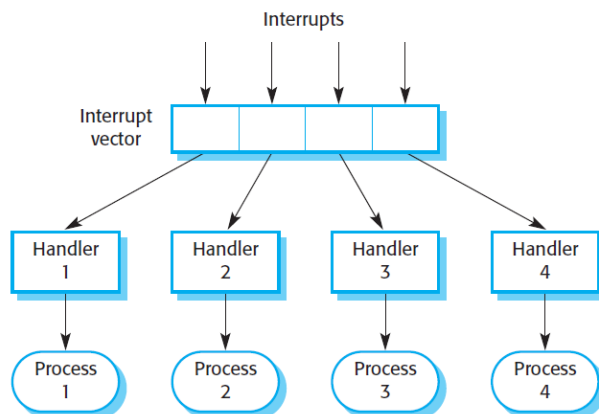 Interrupts
Interrupt
vector
Handler
1
Handler
2
Handler
3
Handler
4
Process
1
Process
2
Process
3
Process
4